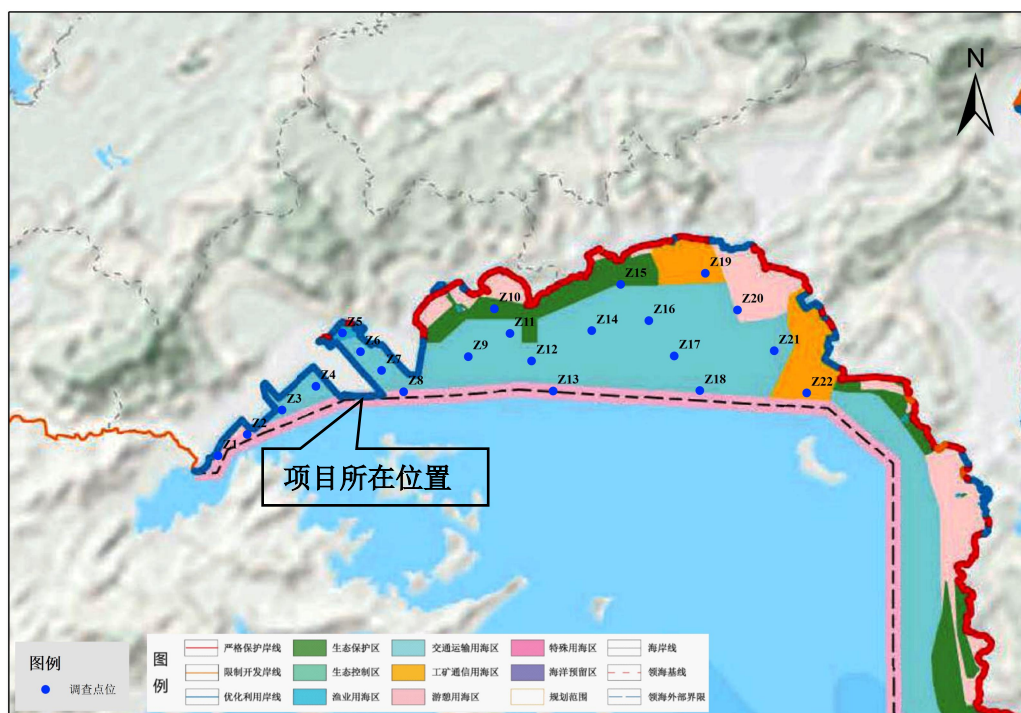 N
Z19
Z15
Z10
Z20
Z16
Z14
Z5
Z11
Z6
Z21
Z9
Z17
Z12
Z7
Z4
Z8
Z13
Z18
Z22
Z3
Z2
Z1
项目所在位置
图例
调查点位
图例
严格保护岸线 生态保护区 交通运输用海区 特殊用海区 海岸线
限制开发岸线 生态控制区 工矿通信用海区 海洋预留区 领海基线
优化利用岸线 渔业用海区 游憩用海区 规划范围 领海外部界限